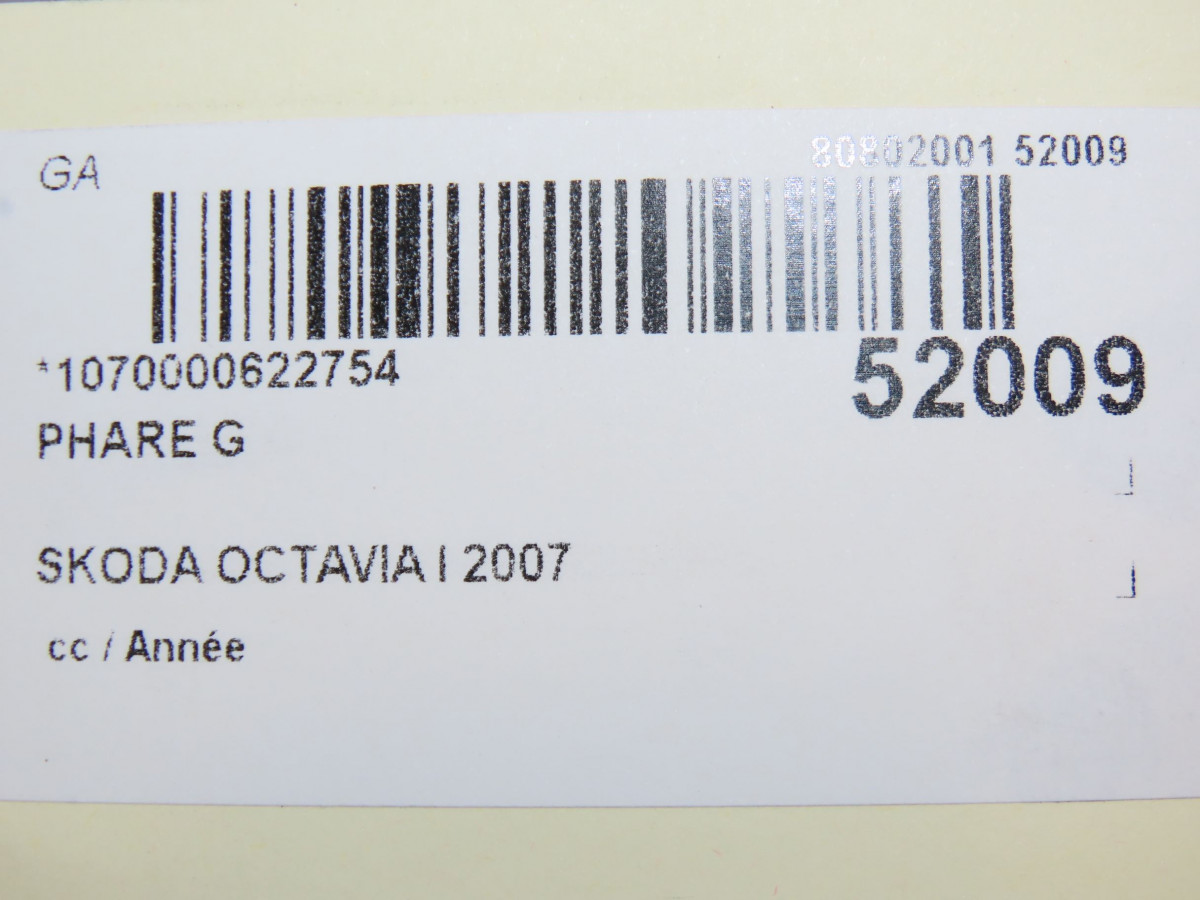 GA
80802001 52009
*1070000622754
52009
PHARE G
SKODA OCTAVIA I 2007
cc / Année